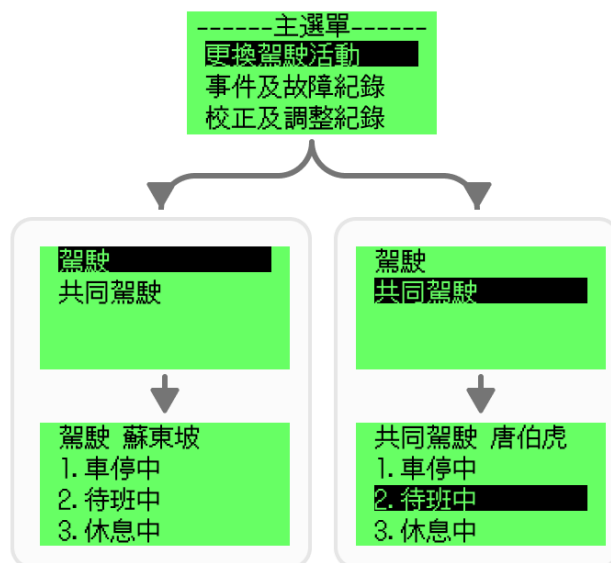 ------主選單------
更換駕駛活動
事件及故障紀錄
校正及調整紀錄
駕駛
共同駕駛
駕駛 蘇東坡
1. 車停中
2. 待班中
3. 休息中
駕駛
共同駕駛
共同駕駛 唐伯虎
1. 車停中
2. 待班中
3. 休息中